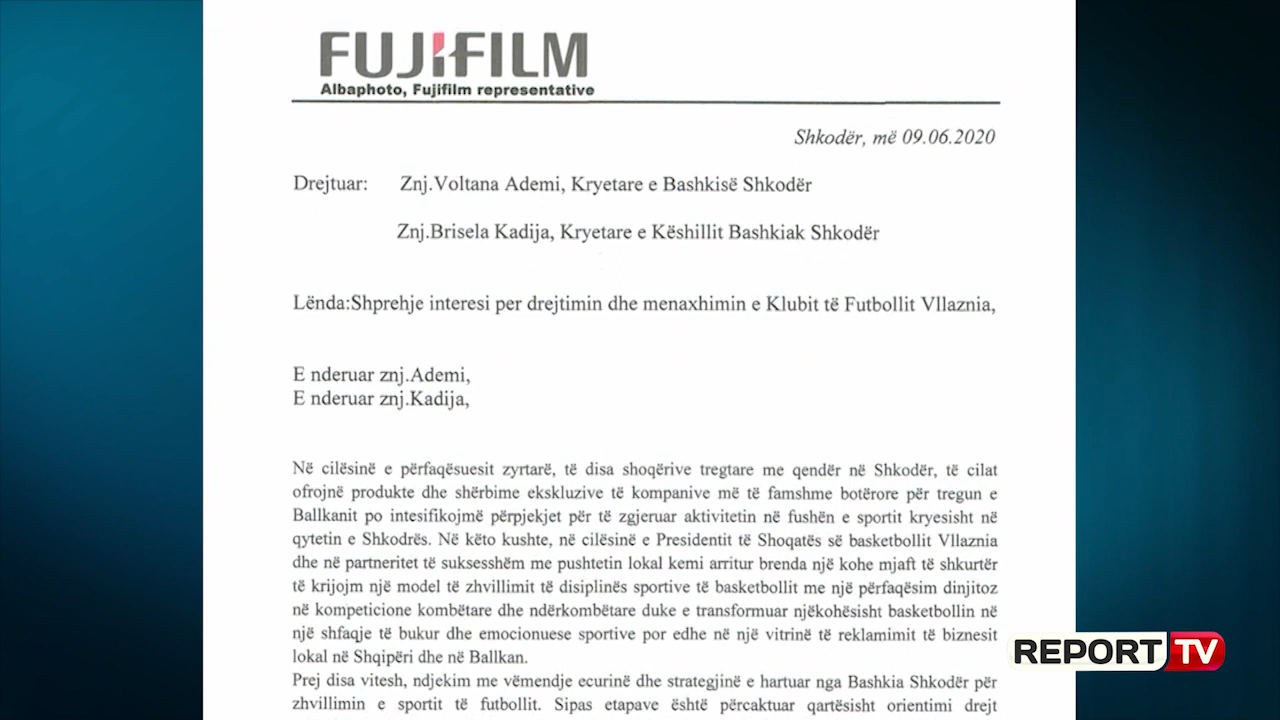 FUJIFILM
Albaphoto, Fujifilm representative
Shkodër, më 09.06.2020
Drejtuar: Znj.Voltana Ademi, Kryetare e Bashkisë Shkodër
Znj.Brisela Kadija, Kryetare e Këshillit Bashkiak Shkodër
Lënda:Shprehje interesi per drejtimin dhe menaxhimin e Klubit të Futbollit Vllaznia,
E nderuar znj.Ademi,
E nderuar znj.Kadija,
Në cilësinë e përfaqësuesit zyrtarë, të disa shoqërive tregtare me qendër në Shkodër, të cilat
ofrojnë produkte dhe shërbime ekskluzive të kompanive më të famshme botërore për tregun e
Ballkanit po intesifikojmë përpjekjet për të zgjeruar aktivitetin në fushën e sportit kryesisht në
qytetin e Shkodrës. Në këto kushte, në cilësinë e Presidentit të Shoqatës së basketbollit Vllaznia
dhe në partneritet të suksesshëm me pushtetin lokal kemi arritur brenda një kohe mjaft të shkurtër
të krijojm një model të zhvillimit të disiplinës sportive të basketbollit me një përfaqësim dinjitoz
në kompeticione kombëtare dhe ndërkombëtare duke e transformuar njëkohësisht basketbollin në
një shfaqje të bukur dhe emocionuese sportive por edhe në një vitrinë të reklamimit të biznesit
lokal në Shqipëri dhe në Ballkan.
Prej disa vitesh, ndjekim me vëmendje ecurinë dhe strategjinë e hartuar nga Bashkia Shkodër për
zhvillimin e sportit të futbollit. Sipas etapave është përcaktuar qartësisht orientimi drejt
REPORT TV